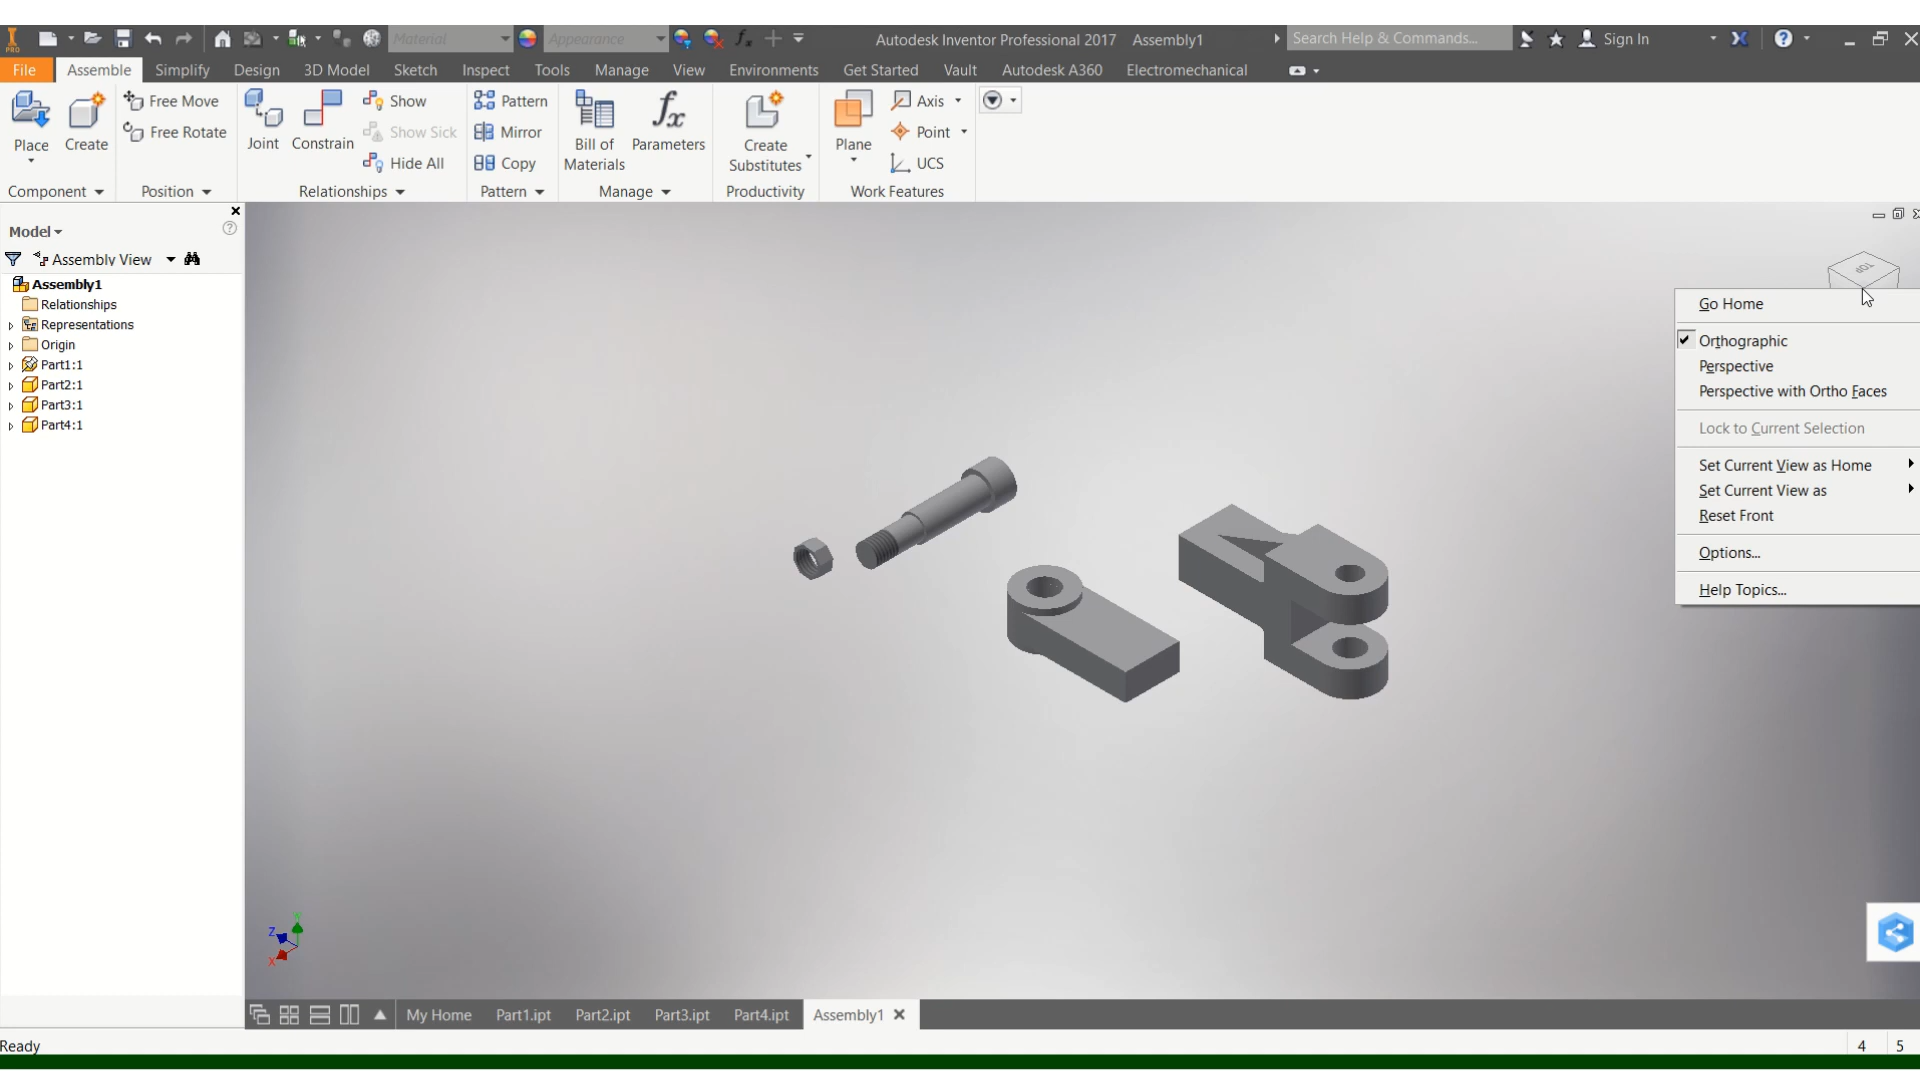 PRO
Material
Appearance
Autodesk Inventor Professional 2017 Assembly1
Search Help & Commands...
Sign In
File Assemble Simplify Design 3D Model Sketch Inspect Tools Manage View Environments Get Started Vault Autodesk A360 Electromechanical
Place
Create
Free Move
Free Rotate
Joint
Constrain
Show
Show Sick
Hide All
Pattern
Mirror
Copy
Bill of
Materials
Parameters
Create
Substitutes
Plane
Axis
Point
UCS
Component Position Relationships Pattern Manage Productivity Work Features
Model
Assembly View
Assembly1
Relationships
Representations
Origin
Part1:1
Part2:1
Part3:1
Part4:1
TOP
Go Home
Orthographic
Perspective
Perspective with Ortho Faces
Lock to Current Selection
Set Current View as Home
Set Current View as
Reset Front
Options...
Help Topics...
Y
Z
X
My Home Part1.ipt Part2.ipt Part3.ipt Part4.ipt Assembly1
Ready
4 5